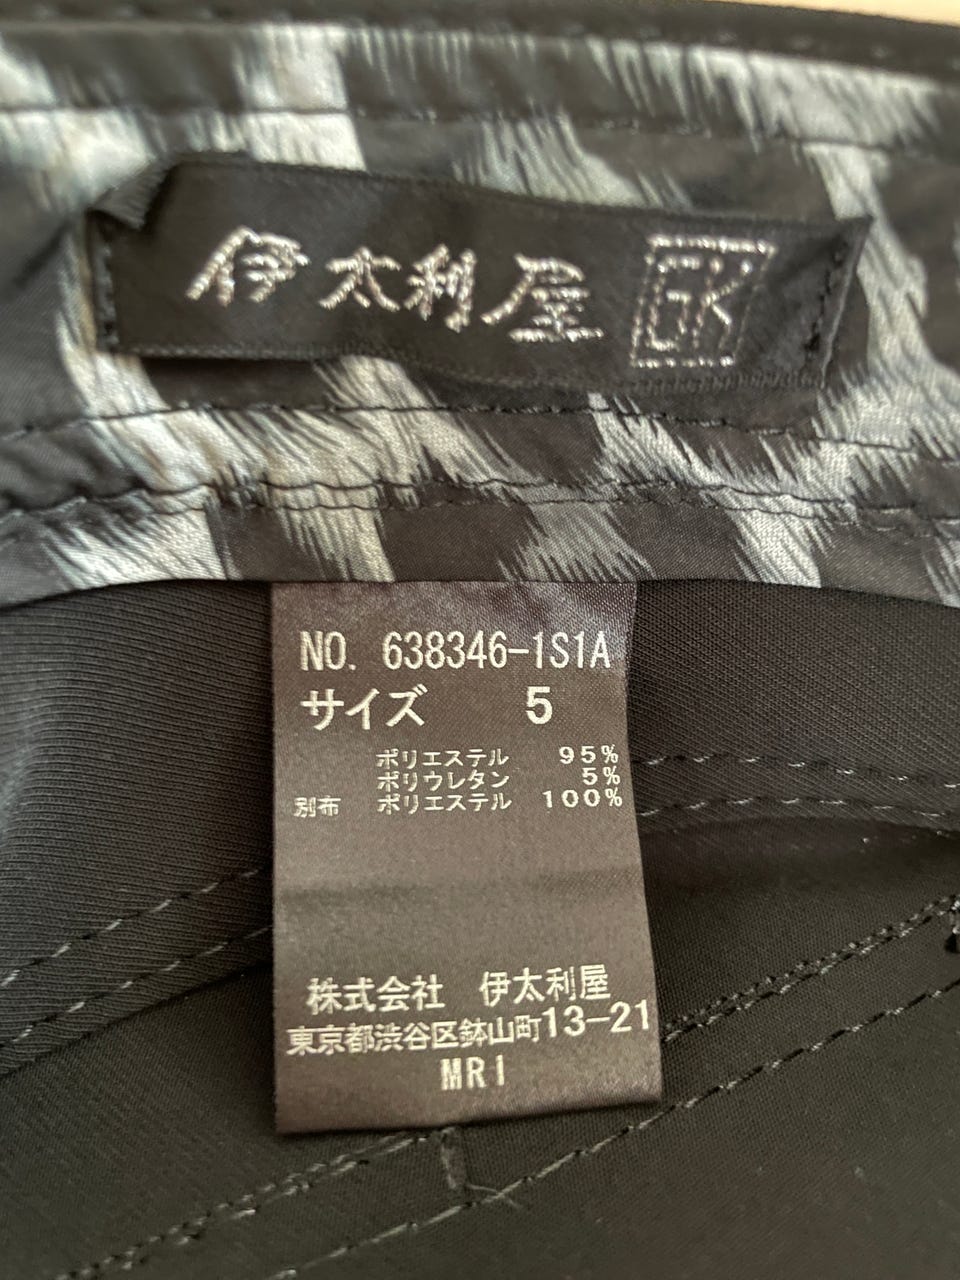 伊太利屋 GK
NO. 638346-1S1A
サイズ 5
ポリエステル 95%
ポリウレタン 5%
別布 ポリエステル 100%
株式会社 伊太利屋
東京都渋谷区鉢山町13-21
MRI